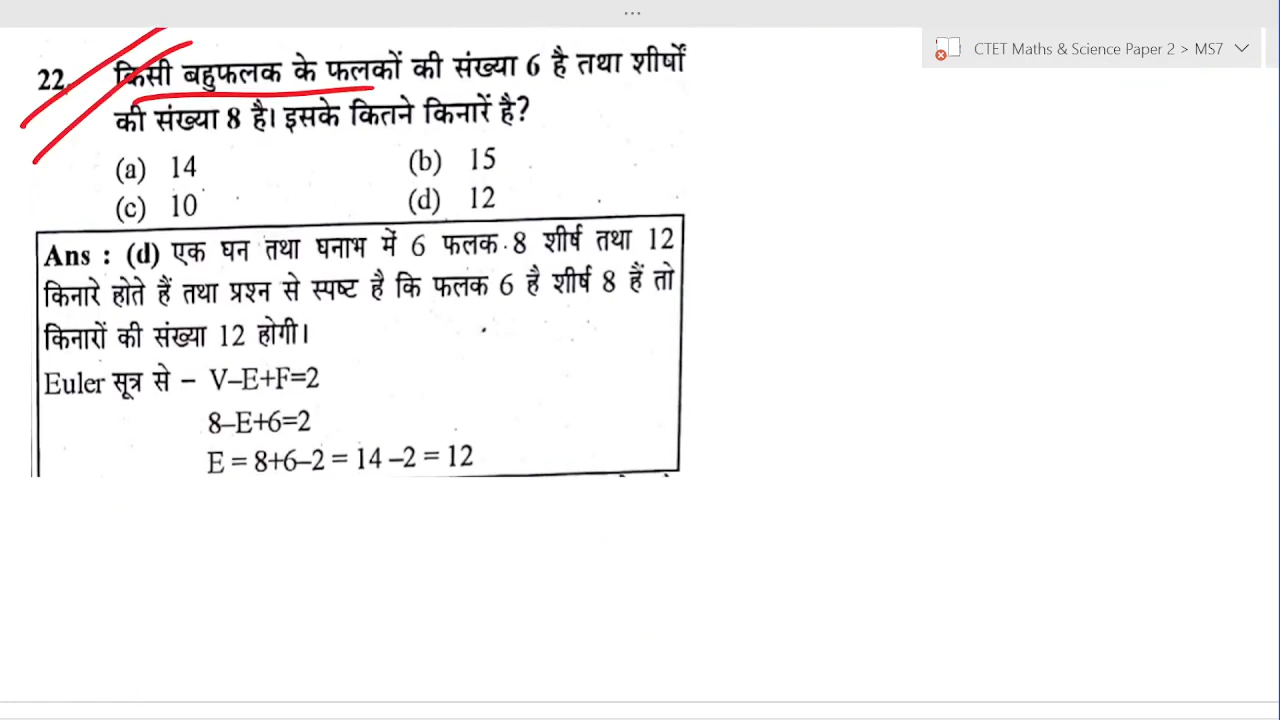 ...
CTET Maths & Science Paper 2 > MS7
22. किसी बहुफलक के फलकों की संख्या 6 है तथा शीर्षों
की संख्या 8 है। इसके कितने किनारें है?
(a) 14 (b) 15
(c) 10 (d) 12
Ans : (d) एक घन तथा घनाभ में 6 फलक 8 शीर्ष तथा 12
किनारे होते हैं तथा प्रश्न से स्पष्ट है कि फलक 6 है शीर्ष 8 हैं तो
किनारों की संख्या 12 होगी।
Euler सूत्र से – V–E+F=2
8–E+6=2
E = 8+6–2 = 14 –2 = 12